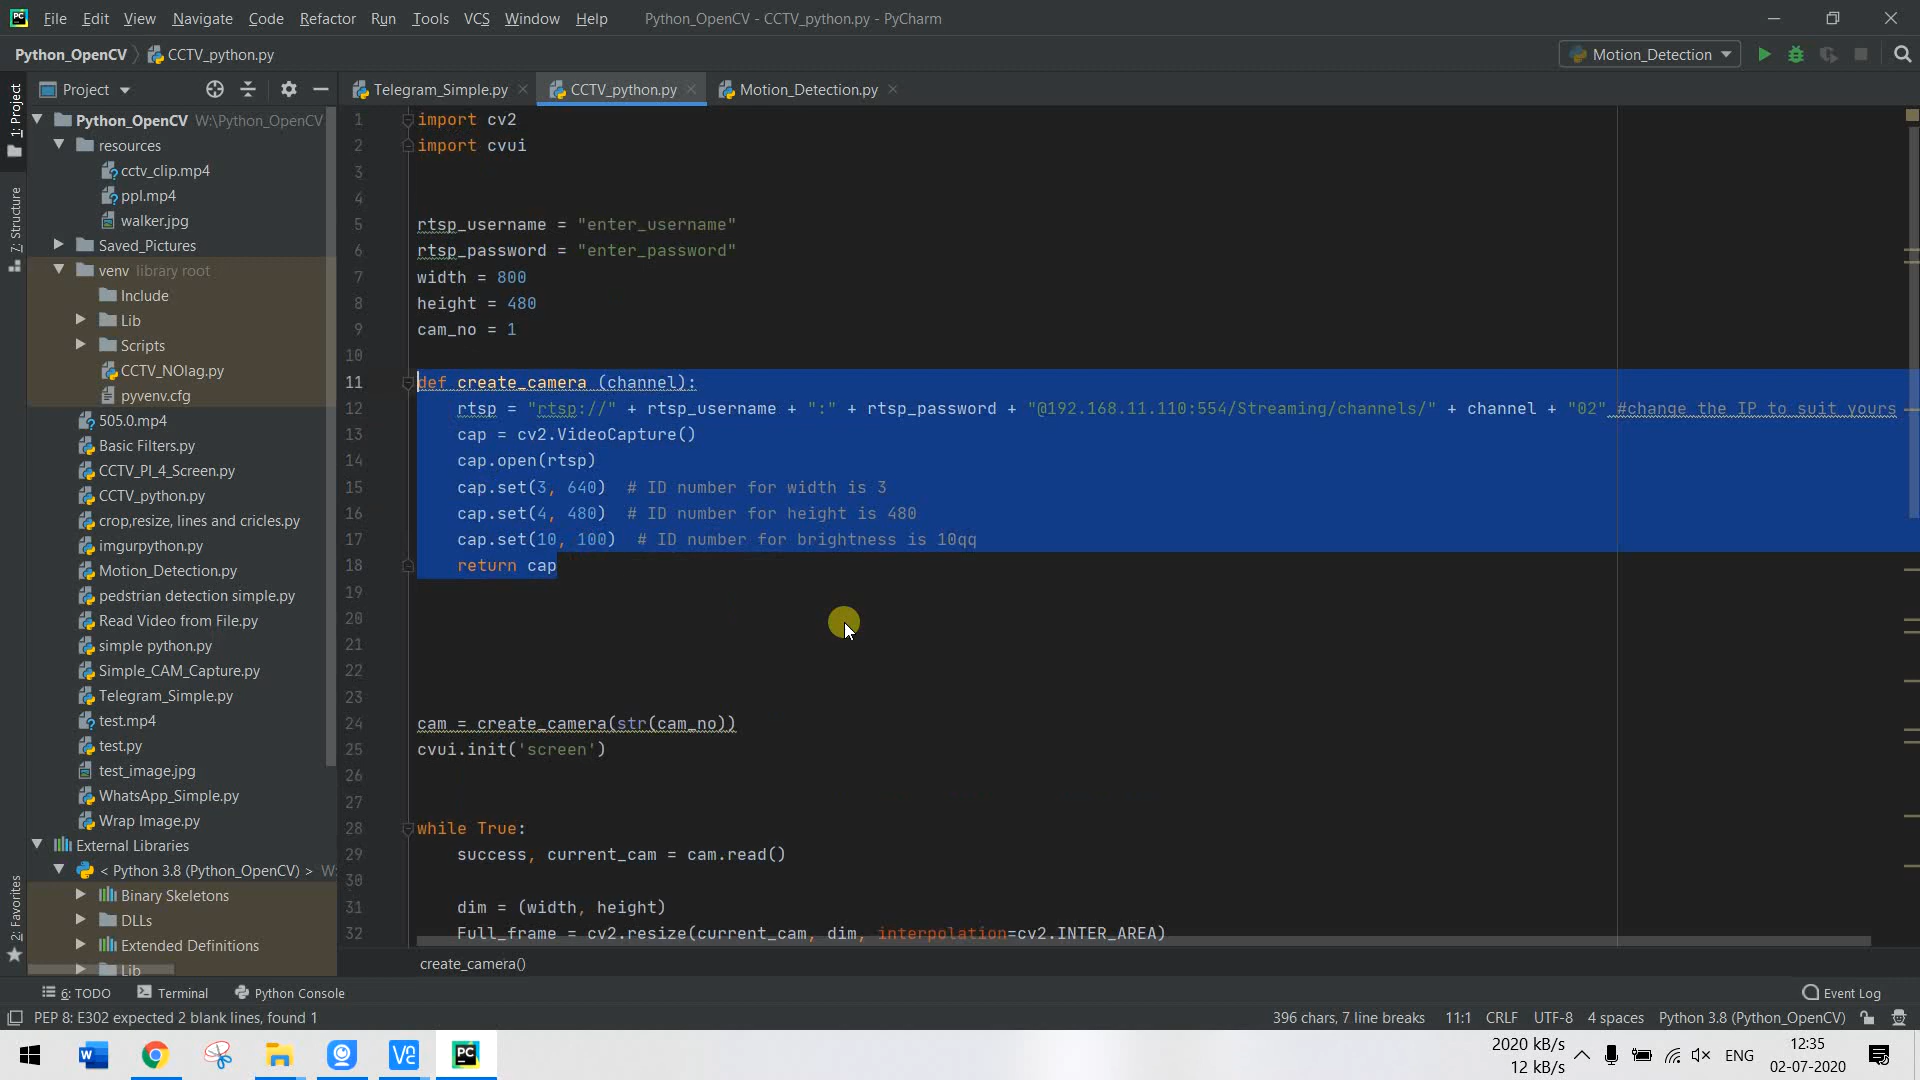 File Edit View Navigate Code Refactor Run Tools VCS Window Help Python_OpenCV - CCTV_python.py - PyCharm
Python_OpenCV CCTV_python.py Motion_Detection
Project Telegram_Simple.py CCTV_python.py Motion_Detection.py
1: Project
7: Structure
2: Favorites
Python_OpenCV W:\Python_OpenCV
resources
cctv_clip.mp4
ppl.mp4
walker.jpg
Saved_Pictures
venv library root
Include
Lib
Scripts
CCTV_NOlag.py
pyvenv.cfg
505.0.mp4
Basic Filters.py
CCTV_PI_4_Screen.py
CCTV_python.py
crop,resize, lines and cricles.py
imgurpython.py
Motion_Detection.py
pedstrian detection simple.py
Read Video from File.py
simple python.py
Simple_CAM_Capture.py
Telegram_Simple.py
test.mp4
test.py
test_image.jpg
WhatsApp_Simple.py
Wrap Image.py
External Libraries
< Python 3.8 (Python_OpenCV) > W:
Binary Skeletons
DLLs
Extended Definitions
Lib
1 import cv2
2 import cvui
3
4
5 rtsp_username = "enter_username"
6 rtsp_password = "enter_password"
7 width = 800
8 height = 480
9 cam_no = 1
10
11 def create_camera (channel):
12 rtsp = "rtsp://" + rtsp_username + ":" + rtsp_password + "@192.168.11.110:554/Streaming/channels/" + channel + "02" #change the IP to suit yours
13 cap = cv2.VideoCapture()
14 cap.open(rtsp)
15 cap.set(3, 640) # ID number for width is 3
16 cap.set(4, 480) # ID number for height is 480
17 cap.set(10, 100) # ID number for brightness is 10qq
18 return cap
19
20
21
22
23
24 cam = create_camera(str(cam_no))
25 cvui.init('screen')
26
27
28 while True:
29 success, current_cam = cam.read()
30
31 dim = (width, height)
32 Full_frame = cv2.resize(current_cam, dim, interpolation=cv2.INTER_AREA)
create_camera()
6: TODO Terminal Python Console Event Log
PEP 8: E302 expected 2 blank lines, found 1 396 chars, 7 line breaks 11:1 CRLF UTF-8 4 spaces Python 3.8 (Python_OpenCV)
2020 kB/s
12 kB/s
ENG
12:35
02-07-2020